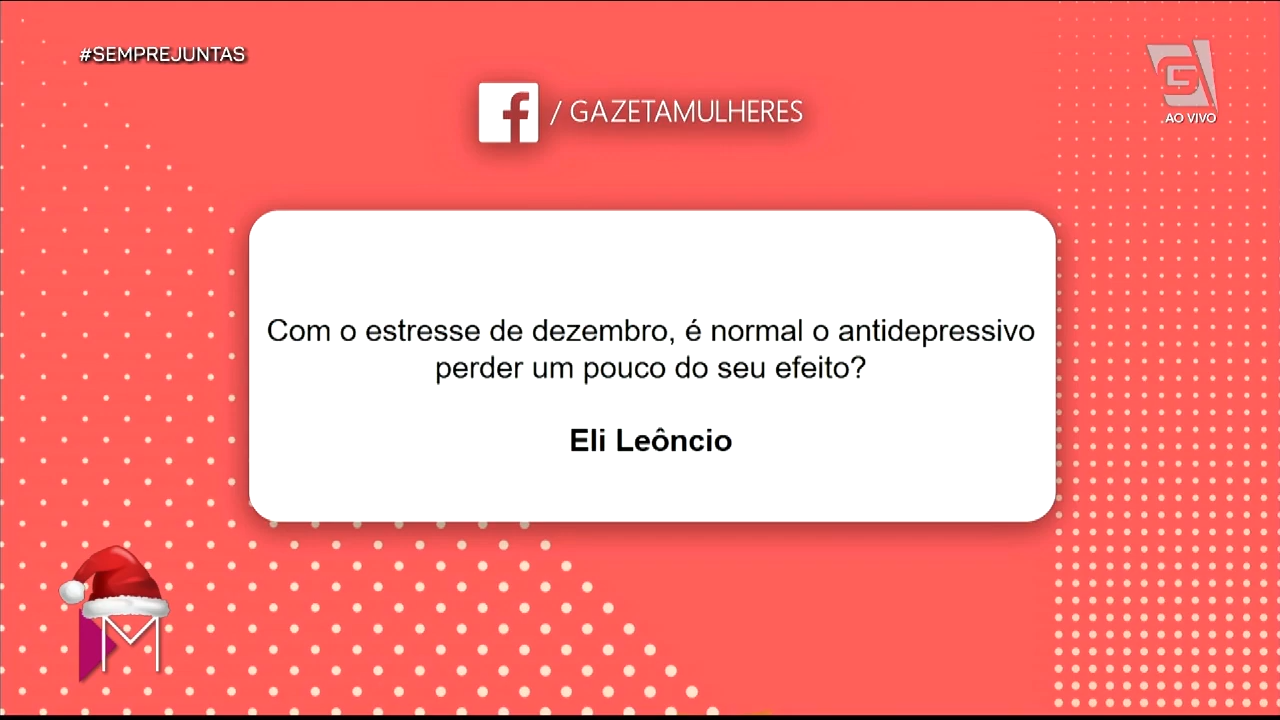 #SEMPREJUNTAS
/ GAZETAMULHERES
G
AO VIVO
Com o estresse de dezembro, é normal o antidepressivo
perder um pouco do seu efeito?
Eli Leôncio
M